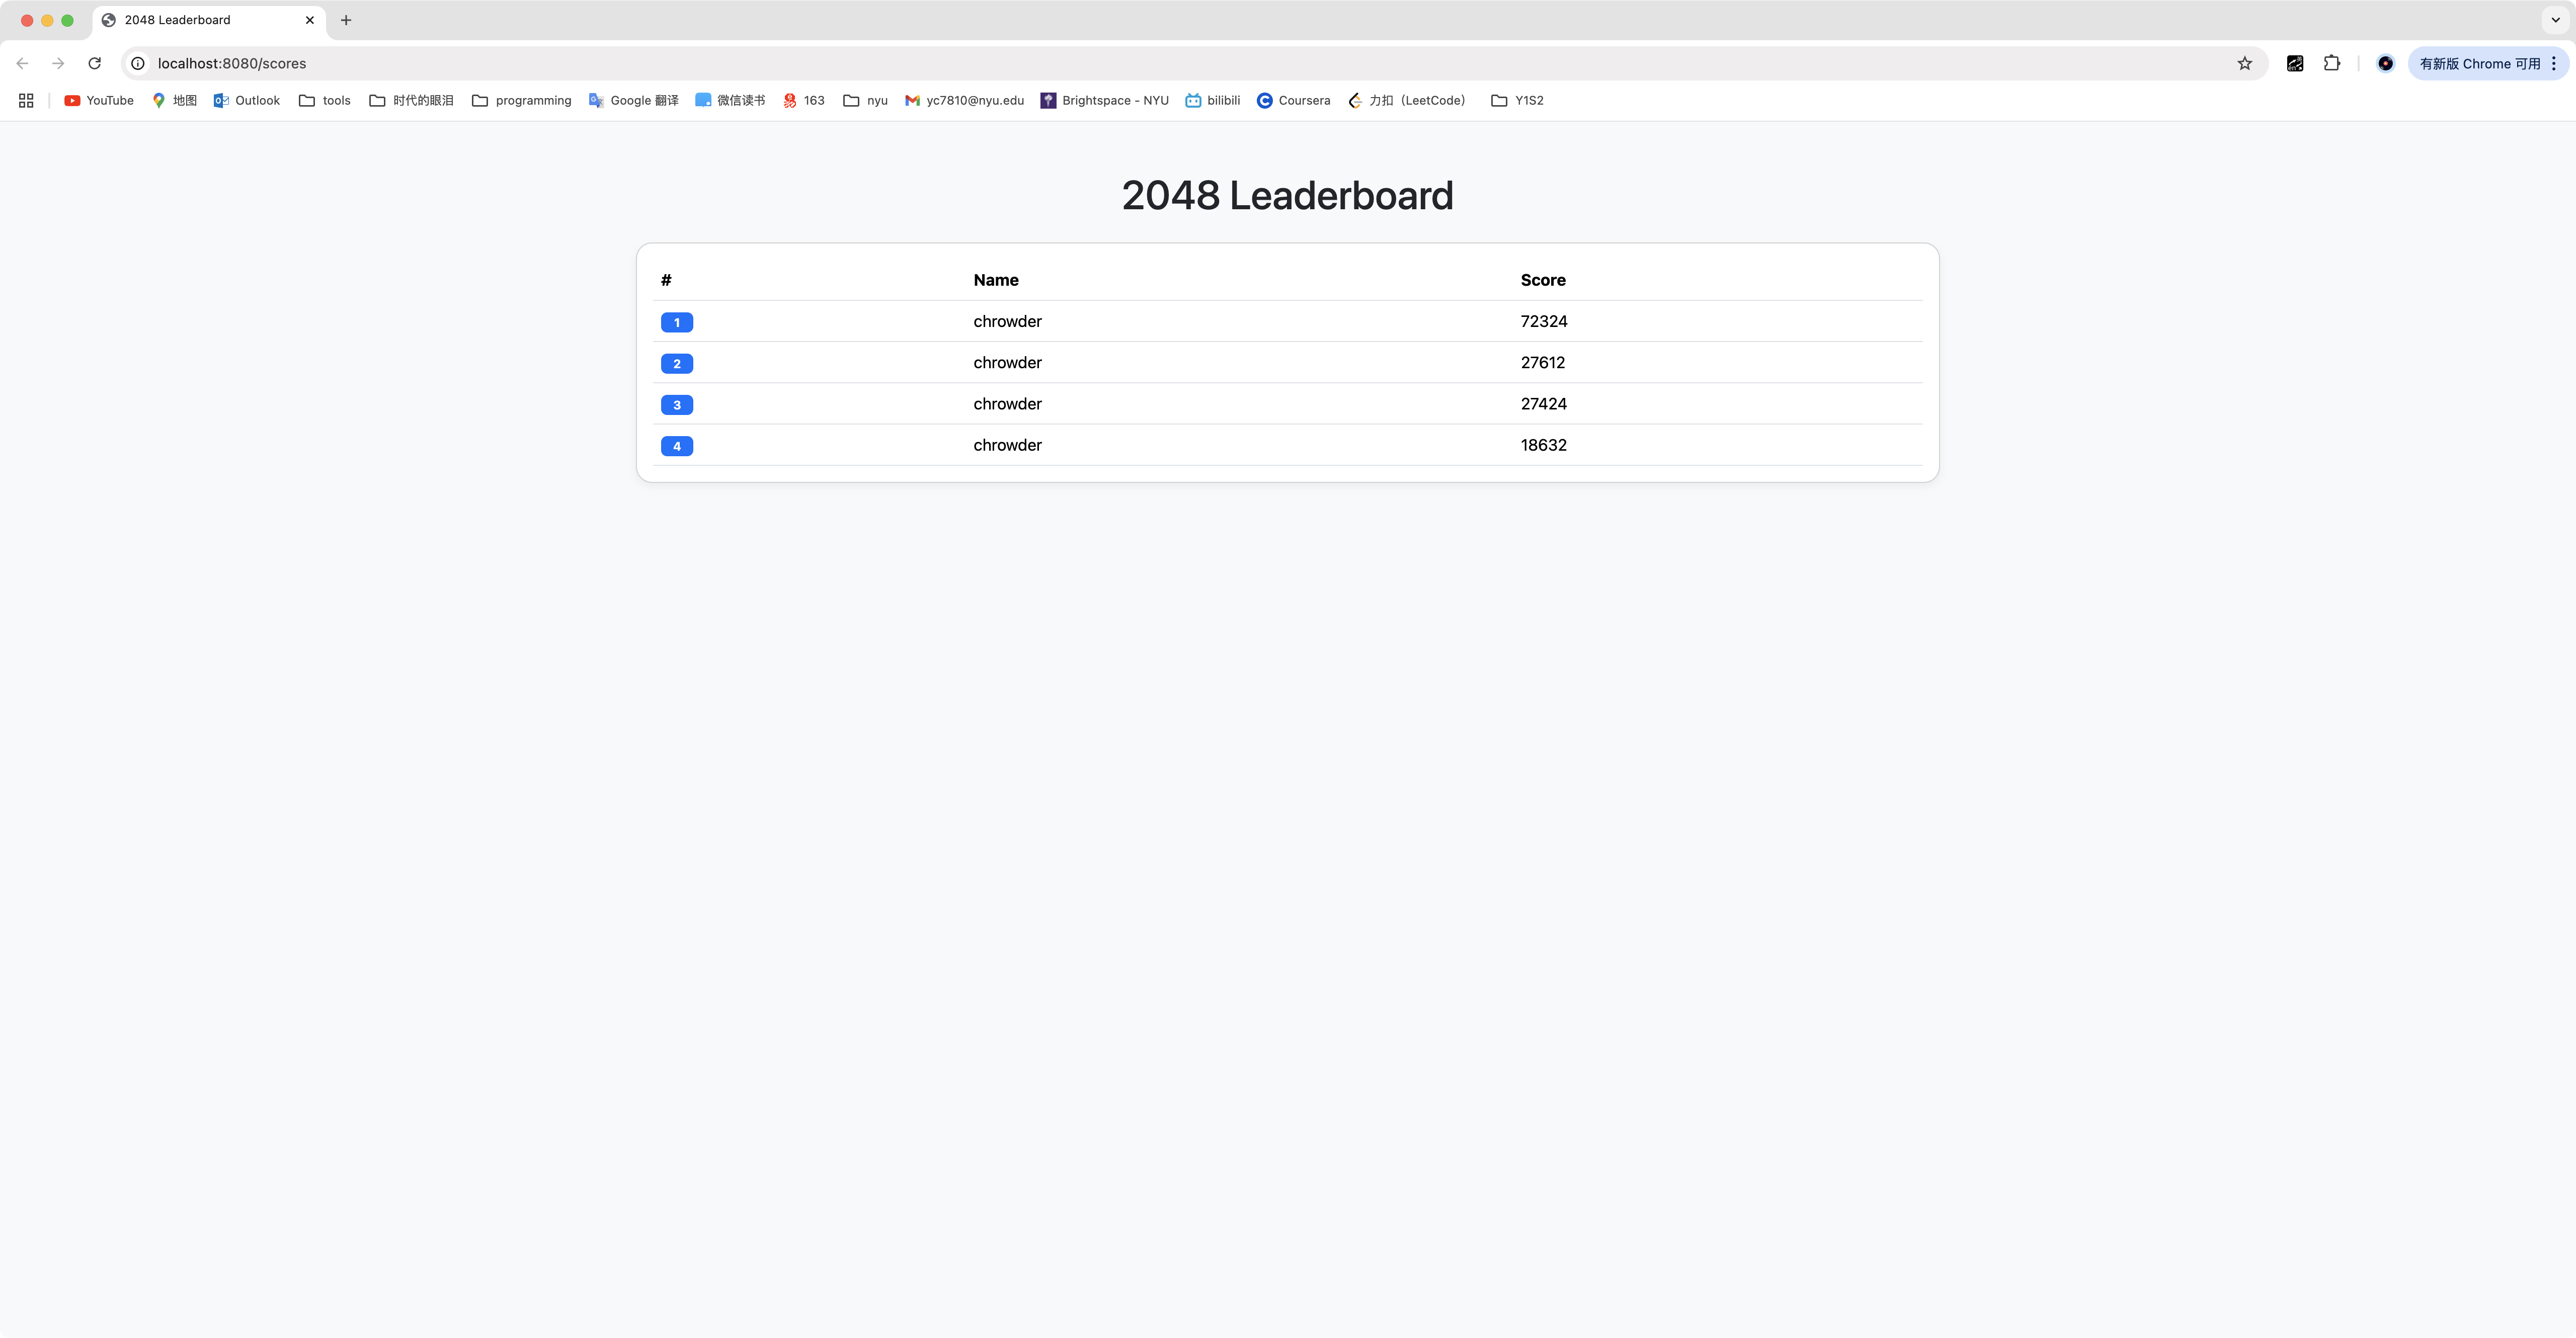 2048 Leaderboard
localhost:8080/scores
有新版 Chrome 可用
YouTube 地图 Outlook tools 时代的眼泪 programming Google 翻译 微信读书 163 nyu yc7810@nyu.edu Brightspace - NYU bilibili Coursera 力扣（LeetCode） Y1S2
2048 Leaderboard
# Name Score
1 chrowder 72324
2 chrowder 27612
3 chrowder 27424
4 chrowder 18632